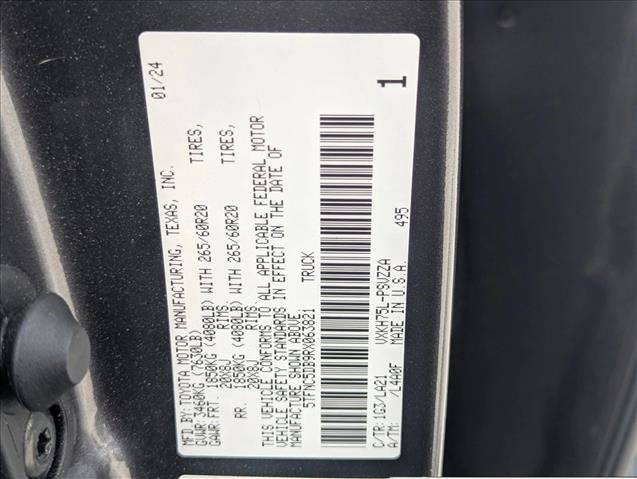 MFD.BY:TOYOTA MOTOR MANUFACTURING, TEXAS, INC. 01/24
GVWR:3460KG (7630LB)
GAWR:FRT. 1850KG (4080LB) WITH 265/60R20 TIRES,
20X8J RIMS.
RR. 1850KG (4080LB) WITH 265/60R20 TIRES,
20X8J RIMS.
THIS VEHICLE CONFORMS TO ALL APPLICABLE FEDERAL MOTOR
VEHICLE SAFETY STANDARDS IN EFFECT ON THE DATE OF
MANUFACTURE SHOWN ABOVE.
5TFNC5DB4RX063821 TRUCK
C/TR:1G3/LA21 VXKH75L-PSVZZA
A/TM: /L4A0F MADE IN U.S.A.
495
1